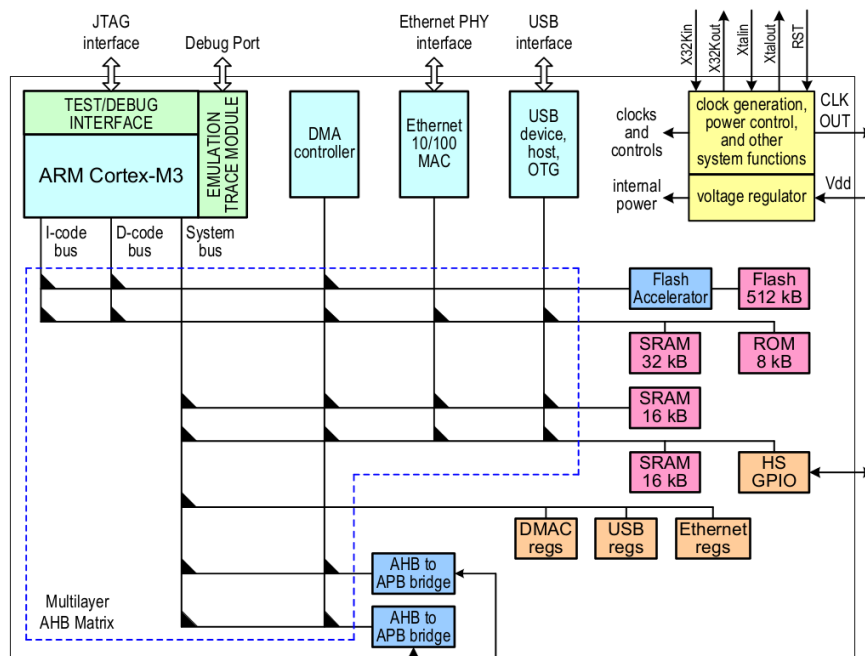 JTAG
interface
Debug Port
Ethernet PHY
interface
USB
interface
X32Kin
X32Kout
Xtalin
Xtalout
RST
TEST/DEBUG
INTERFACE
ARM Cortex-M3
EMULATION
TRACE MODULE
DMA
controller
Ethernet
10/100
MAC
USB
device,
host,
OTG
clocks and
controls
clock generation,
power control,
and other
system functions
CLK
OUT
internal
power
voltage regulator
Vdd
I-code
bus
D-code
bus
System
bus
Flash
Accelerator
Flash
512 kB
SRAM
32 kB
ROM
8 kB
SRAM
16 kB
SRAM
16 kB
HS
GPIO
DMAC
regs
USB
regs
Ethernet
regs
AHB to
APB bridge
Multilayer
AHB Matrix
AHB to
APB bridge